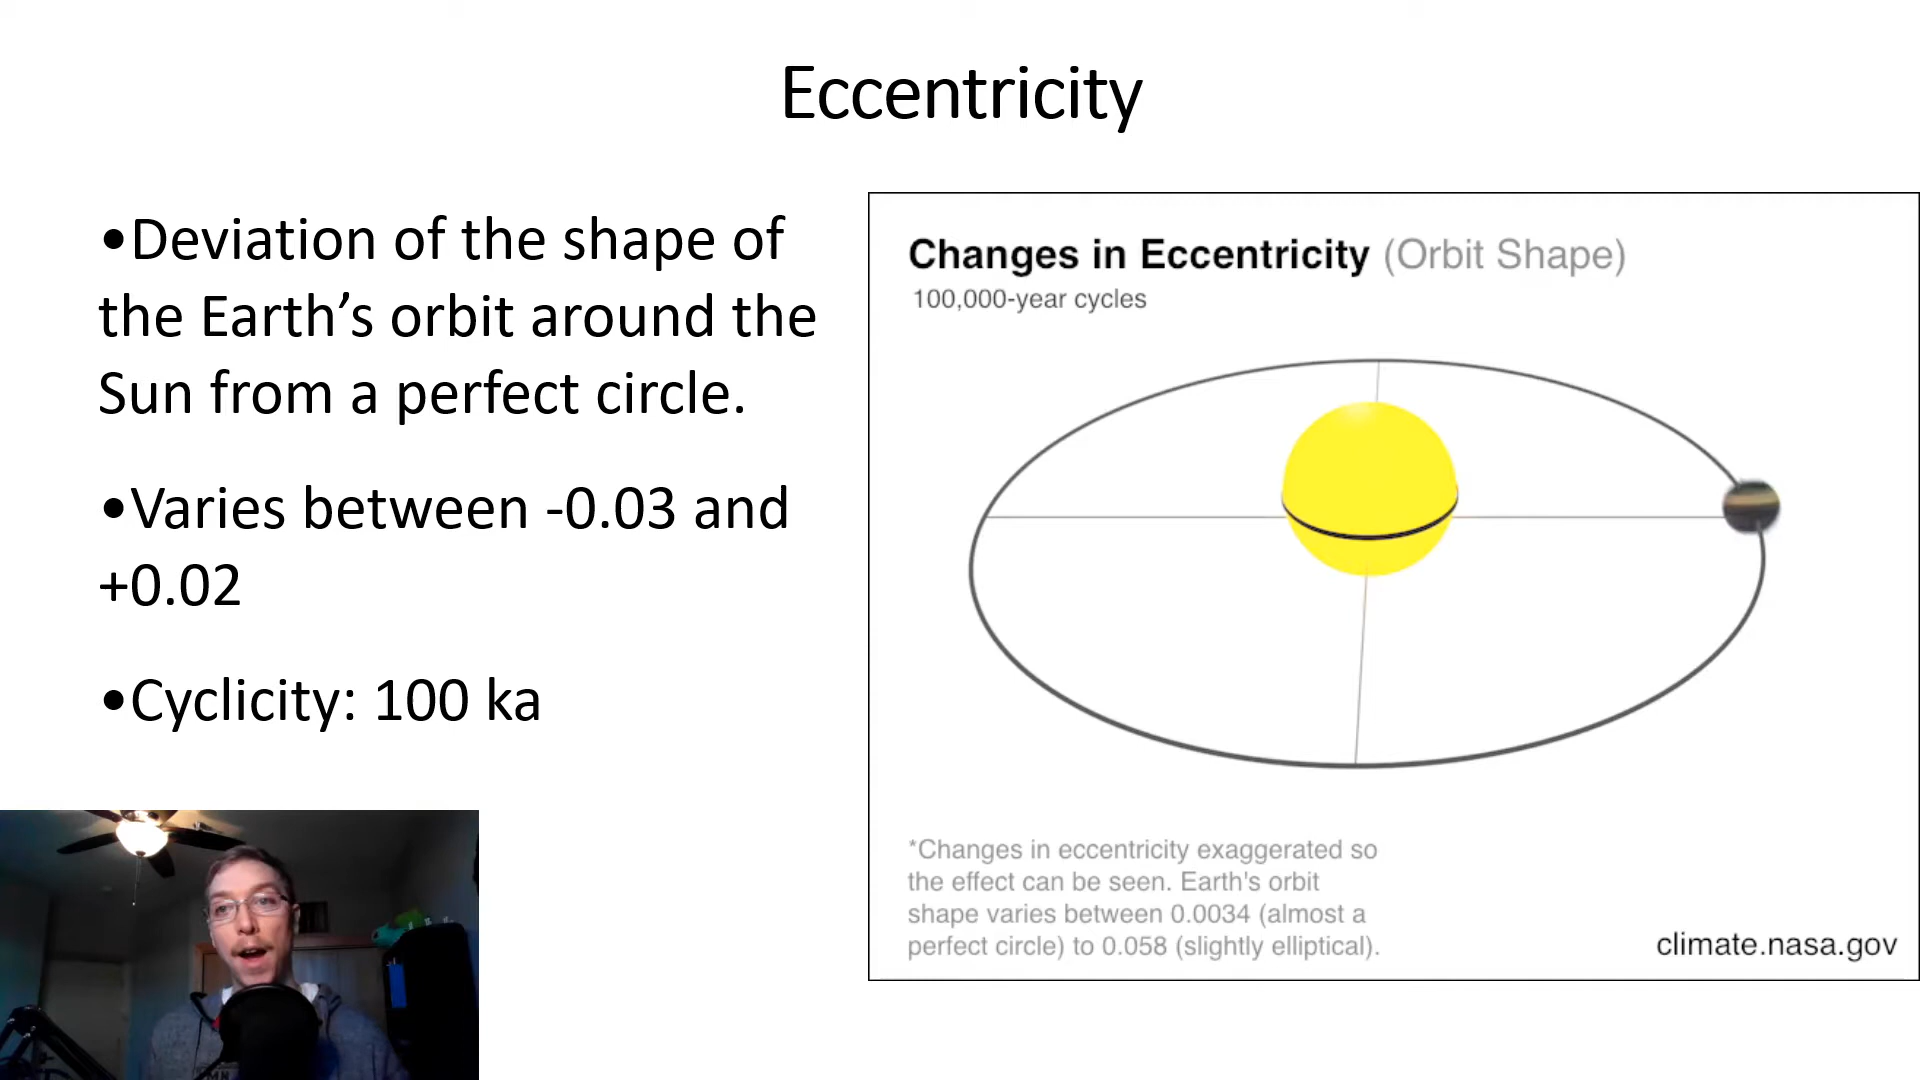 Eccentricity
•Deviation of the shape of
the Earth’s orbit around the
Sun from a perfect circle.
•Varies between -0.03 and
+0.02
•Cyclicity: 100 ka
Changes in Eccentricity (Orbit Shape)
100,000-year cycles
*Changes in eccentricity exaggerated so
the effect can be seen. Earth's orbit
shape varies between 0.0034 (almost a
perfect circle) to 0.058 (slightly elliptical).
climate.nasa.gov